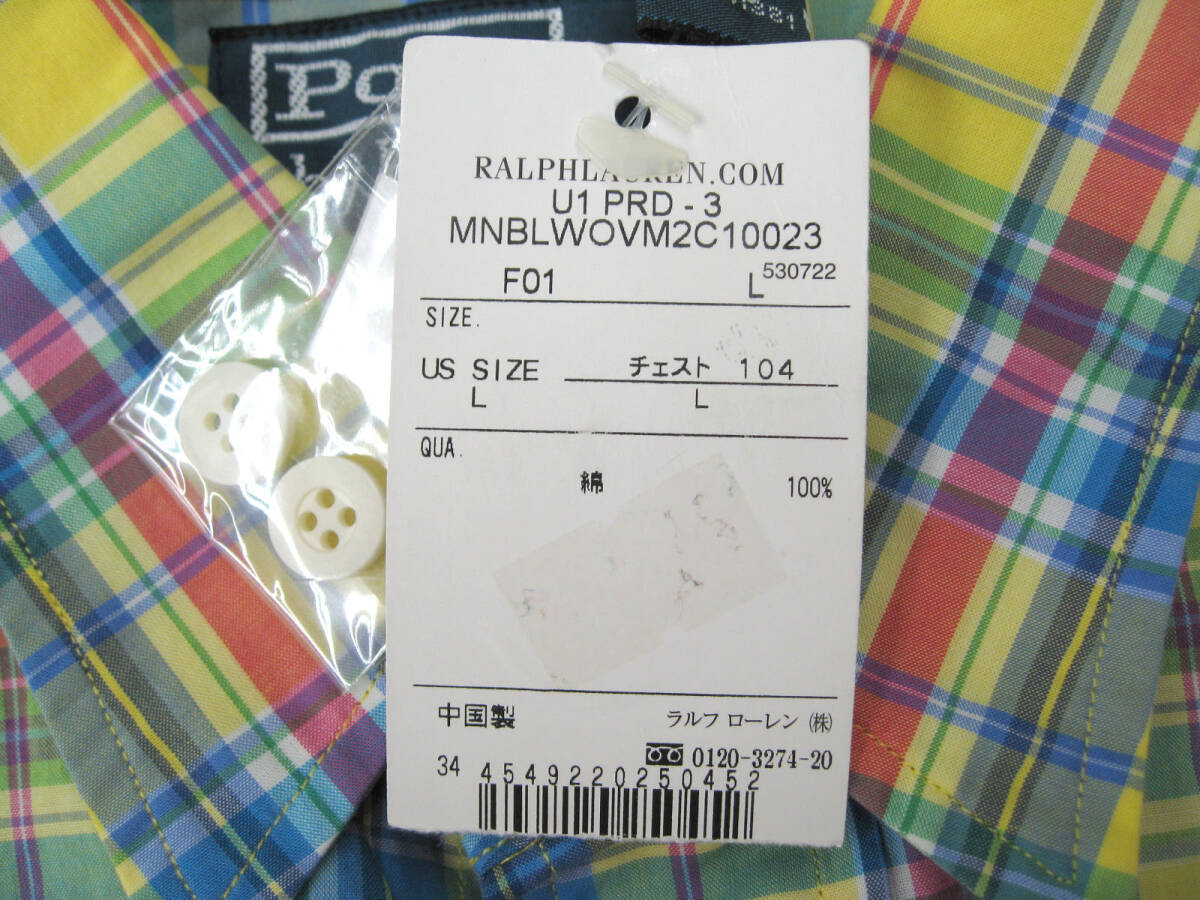 RALPHLAUREN.COM
U1 PRD - 3
MNBLWOVM2C10023
F01 L 530722
SIZE.
US SIZE チェスト 104
L L
QUA.
綿 100%
中国製 ラルフ ローレン (株)
0120-3274-20
34 4549220250452